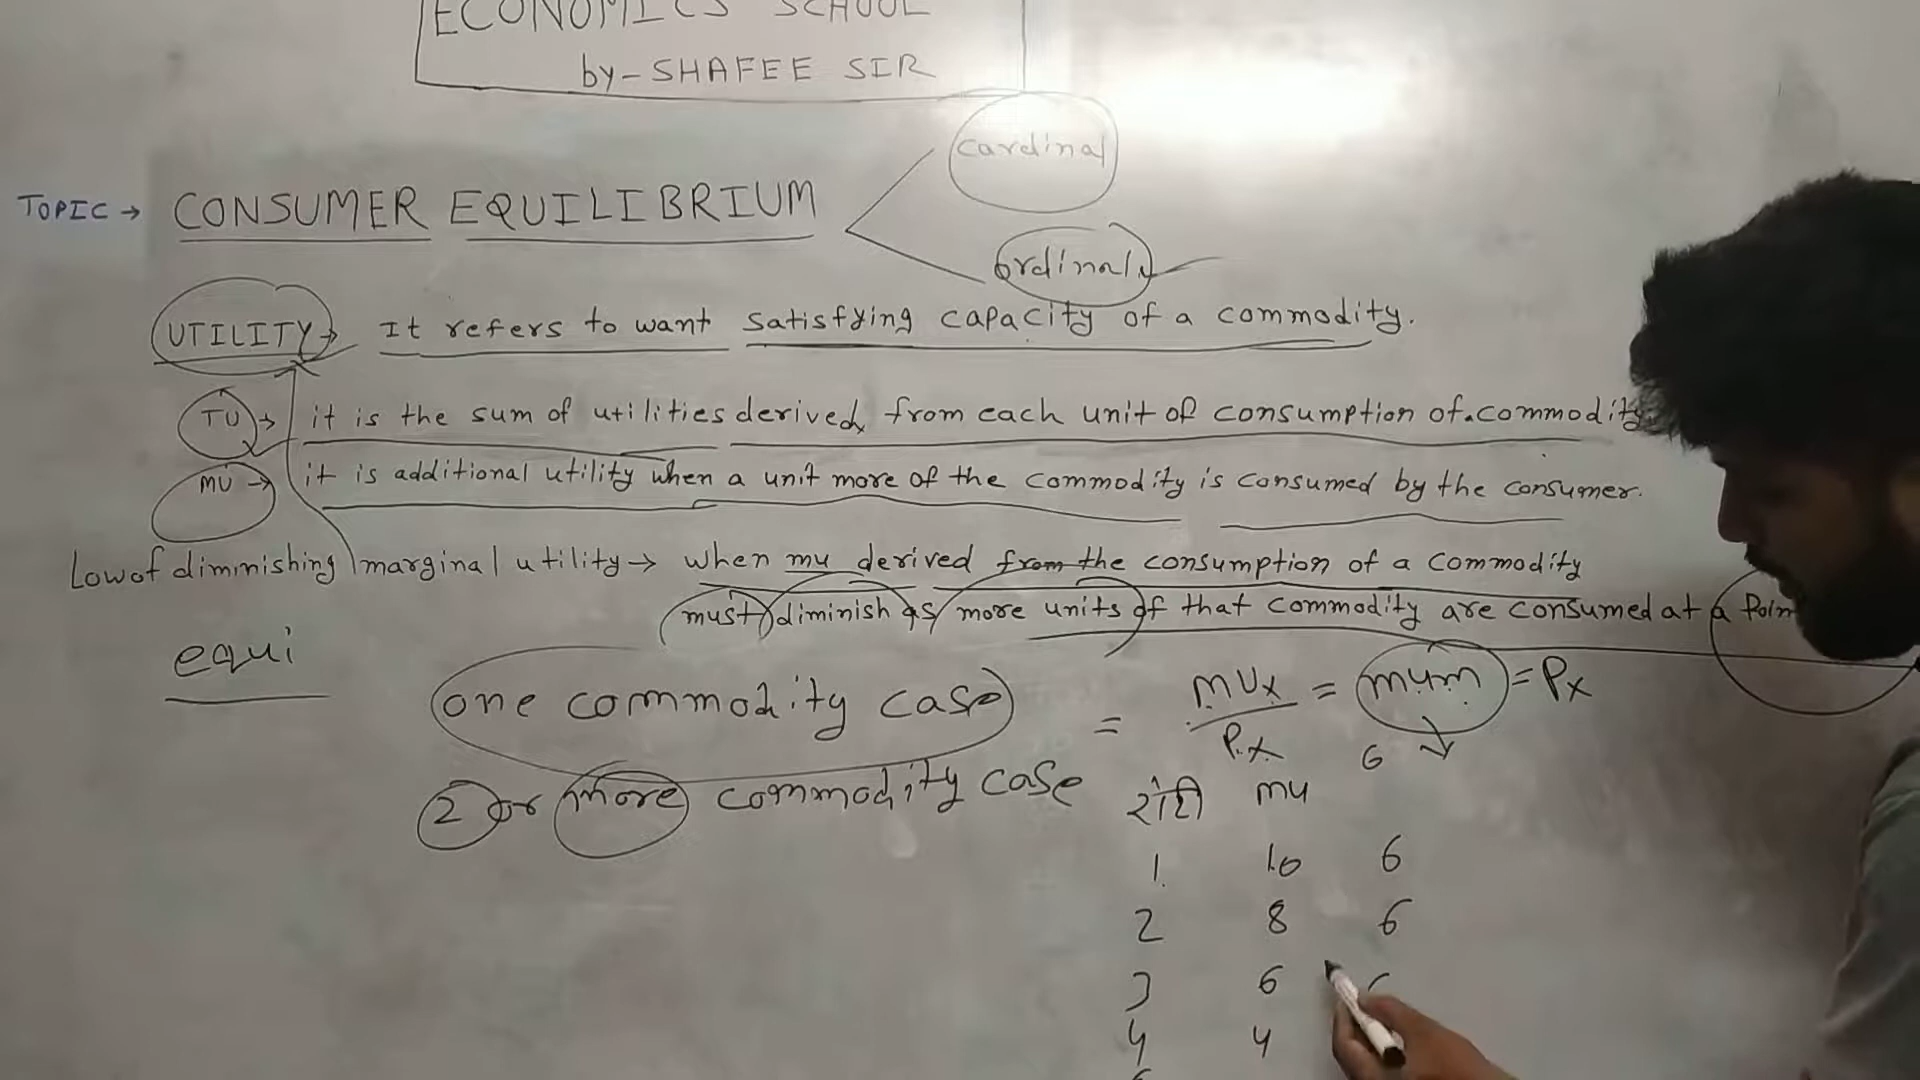 ECONOMICS SCHOOL
by-SHAFEE SIR
cardinal
TOPIC → CONSUMER EQUILIBRIUM
ordinal
UTILITY → It refers to want satisfying capacity of a commodity.
TU → it is the sum of utilities derived from each unit of consumption of a commodity.
MU → it is additional utility when a unit more of the commodity is consumed by the consumer.
Low of diminishing marginal utility → when mu derived from the consumption of a commodity
must diminish as more units of that commodity are consumed at a Poin
equi
one commodity case = MUx / Px = mum = Px
6
2 or more commodity case
रोटी mu
1 10 6
2 8 6
3 6
4 4